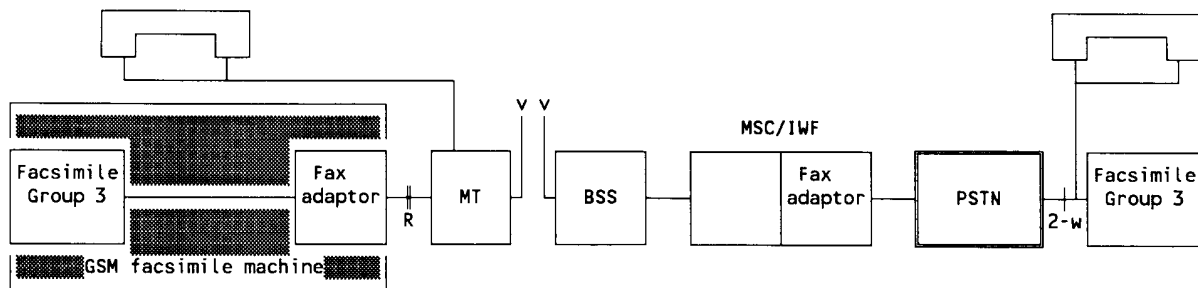 MSC/IWF
Facsimile
Group 3
Fax
adaptor
R
MT
BSS
Fax
adaptor
PSTN
2-w
Facsimile
Group 3
GSM facsimile machine